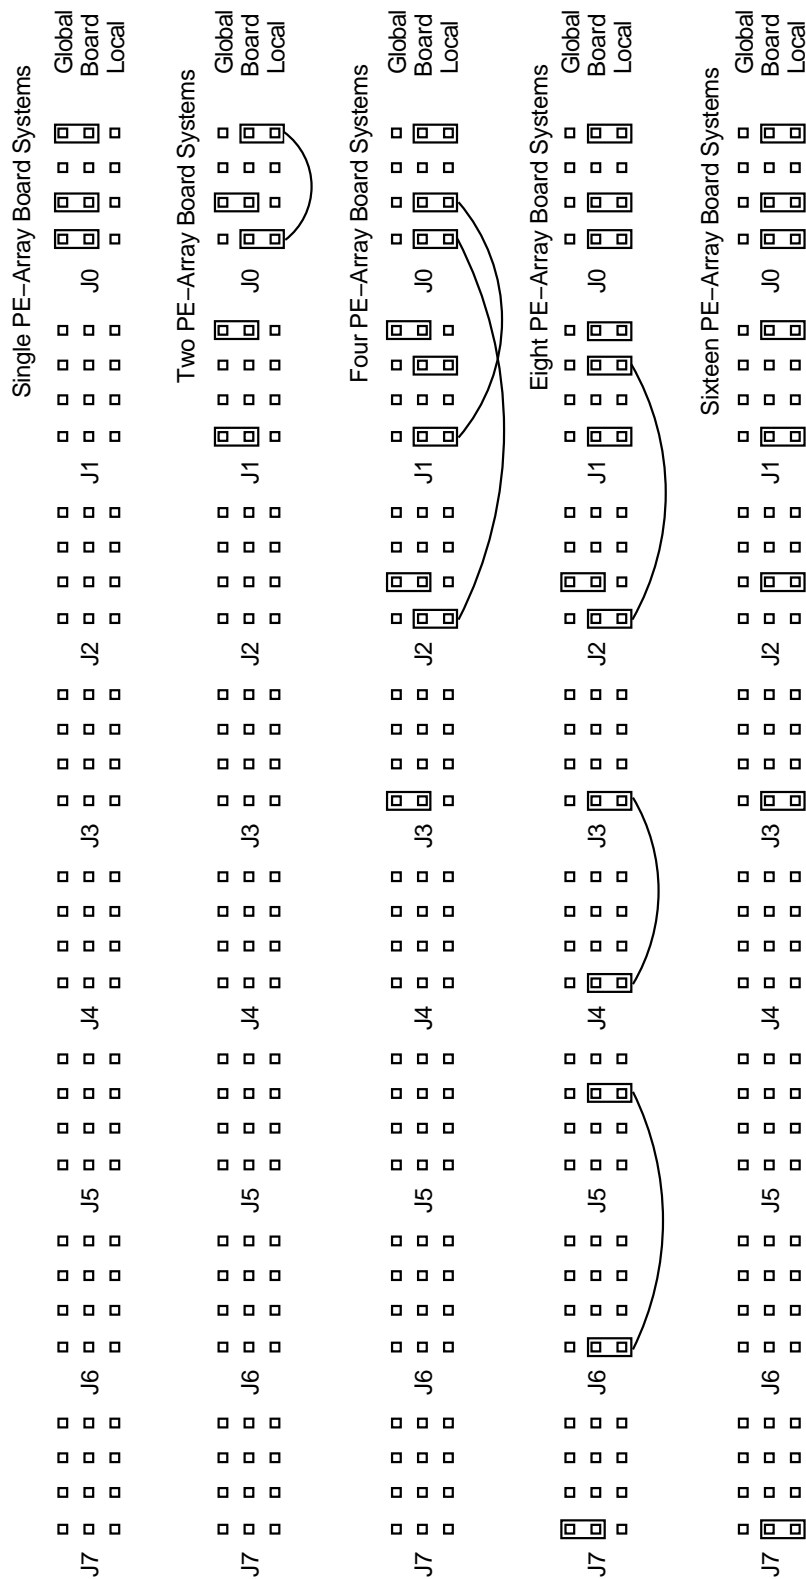 Single PE–Array Board Systems
Global
J7 J6 J5 J4 J3 J2 J1 J0 Board
Local
Two PE–Array Board Systems
Global
J7 J6 J5 J4 J3 J2 J1 J0 Board
Local
Four PE–Array Board Systems
Global
J7 J6 J5 J4 J3 J2 J1 J0 Board
Local
Eight PE–Array Board Systems
Global
J7 J6 J5 J4 J3 J2 J1 J0 Board
Local
Sixteen PE–Array Board Systems
Global
J7 J6 J5 J4 J3 J2 J1 J0 Board
Local